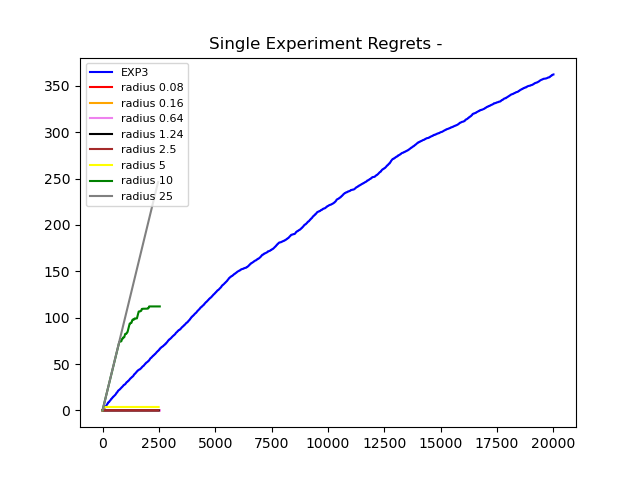 Single Experiment Regrets -
EXP3
radius 0.08
radius 0.16
radius 0.64
radius 1.24
radius 2.5
radius 5
radius 10
radius 25
350
300
250
200
150
100
50
0
0 2500 5000 7500 10000 12500 15000 17500 20000